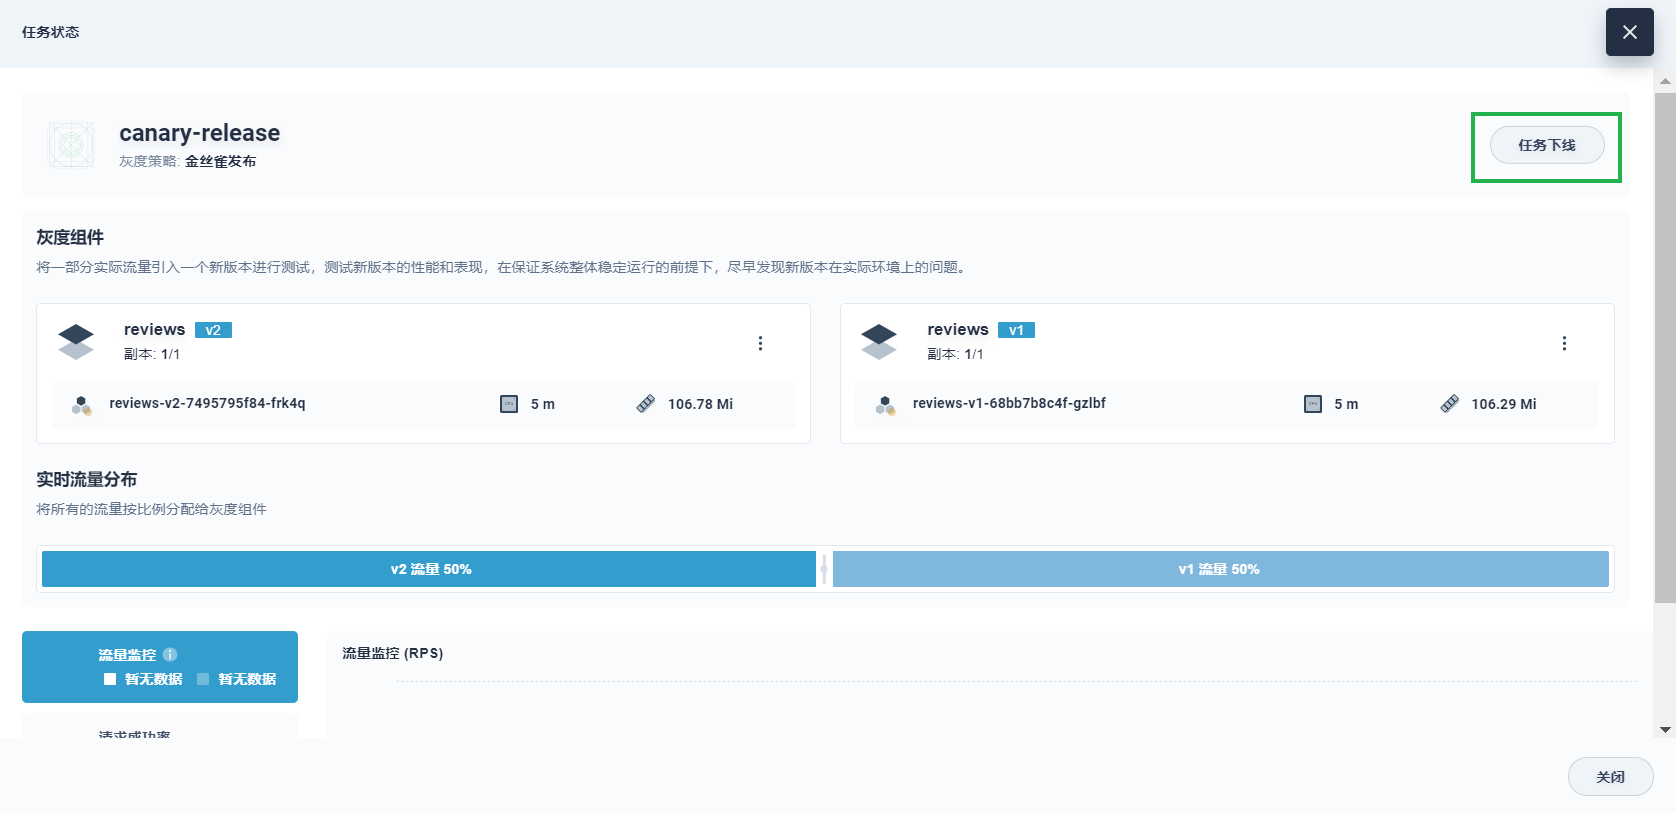 任务状态
canary-release
灰度策略: 金丝雀发布
任务下线
灰度组件
将一部分实际流量引入一个新版本进行测试，测试新版本的性能和表现，在保证系统整体稳定运行的前提下，尽早发现新版本在实际环境上的问题。
reviews v2
副本: 1/1
reviews-v2-7495795f84-frk4q 5 m 106.78 Mi
reviews v1
副本: 1/1
reviews-v1-68bb7b8c4f-gzlbf 5 m 106.29 Mi
实时流量分布
将所有的流量按比例分配给灰度组件
v2 流量 50% v1 流量 50%
流量监控
暂无数据 暂无数据
流量监控 (RPS)
请求成功率
关闭